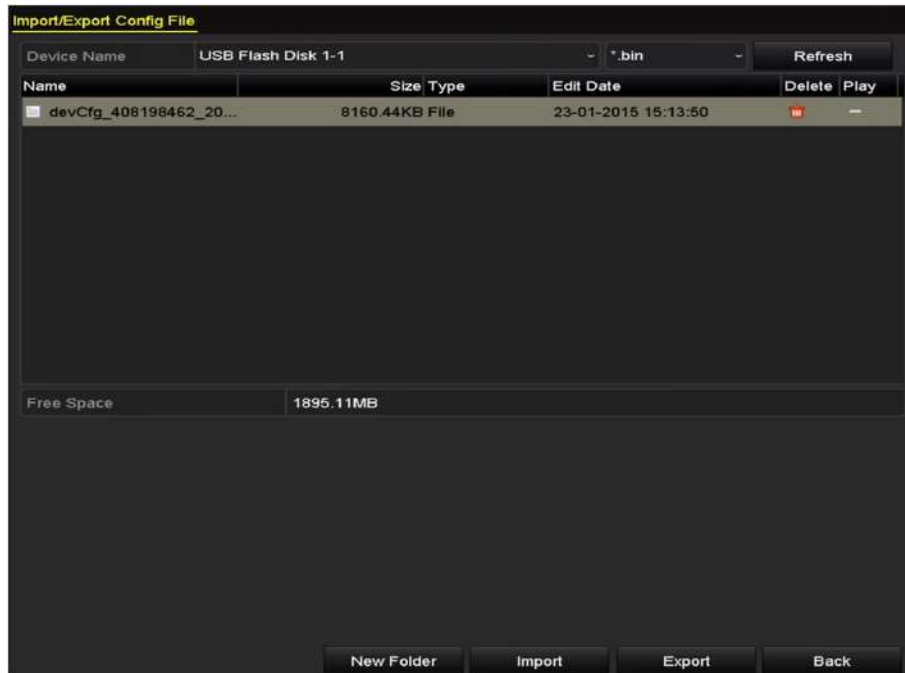 Import/Export Config File
Device Name USB Flash Disk 1-1 *.bin Refresh
Name Size Type Edit Date Delete Play
devCfg_408198462_20... 8160.44KB File 23-01-2015 15:13:50
Free Space 1895.11MB
New Folder Import Export Back